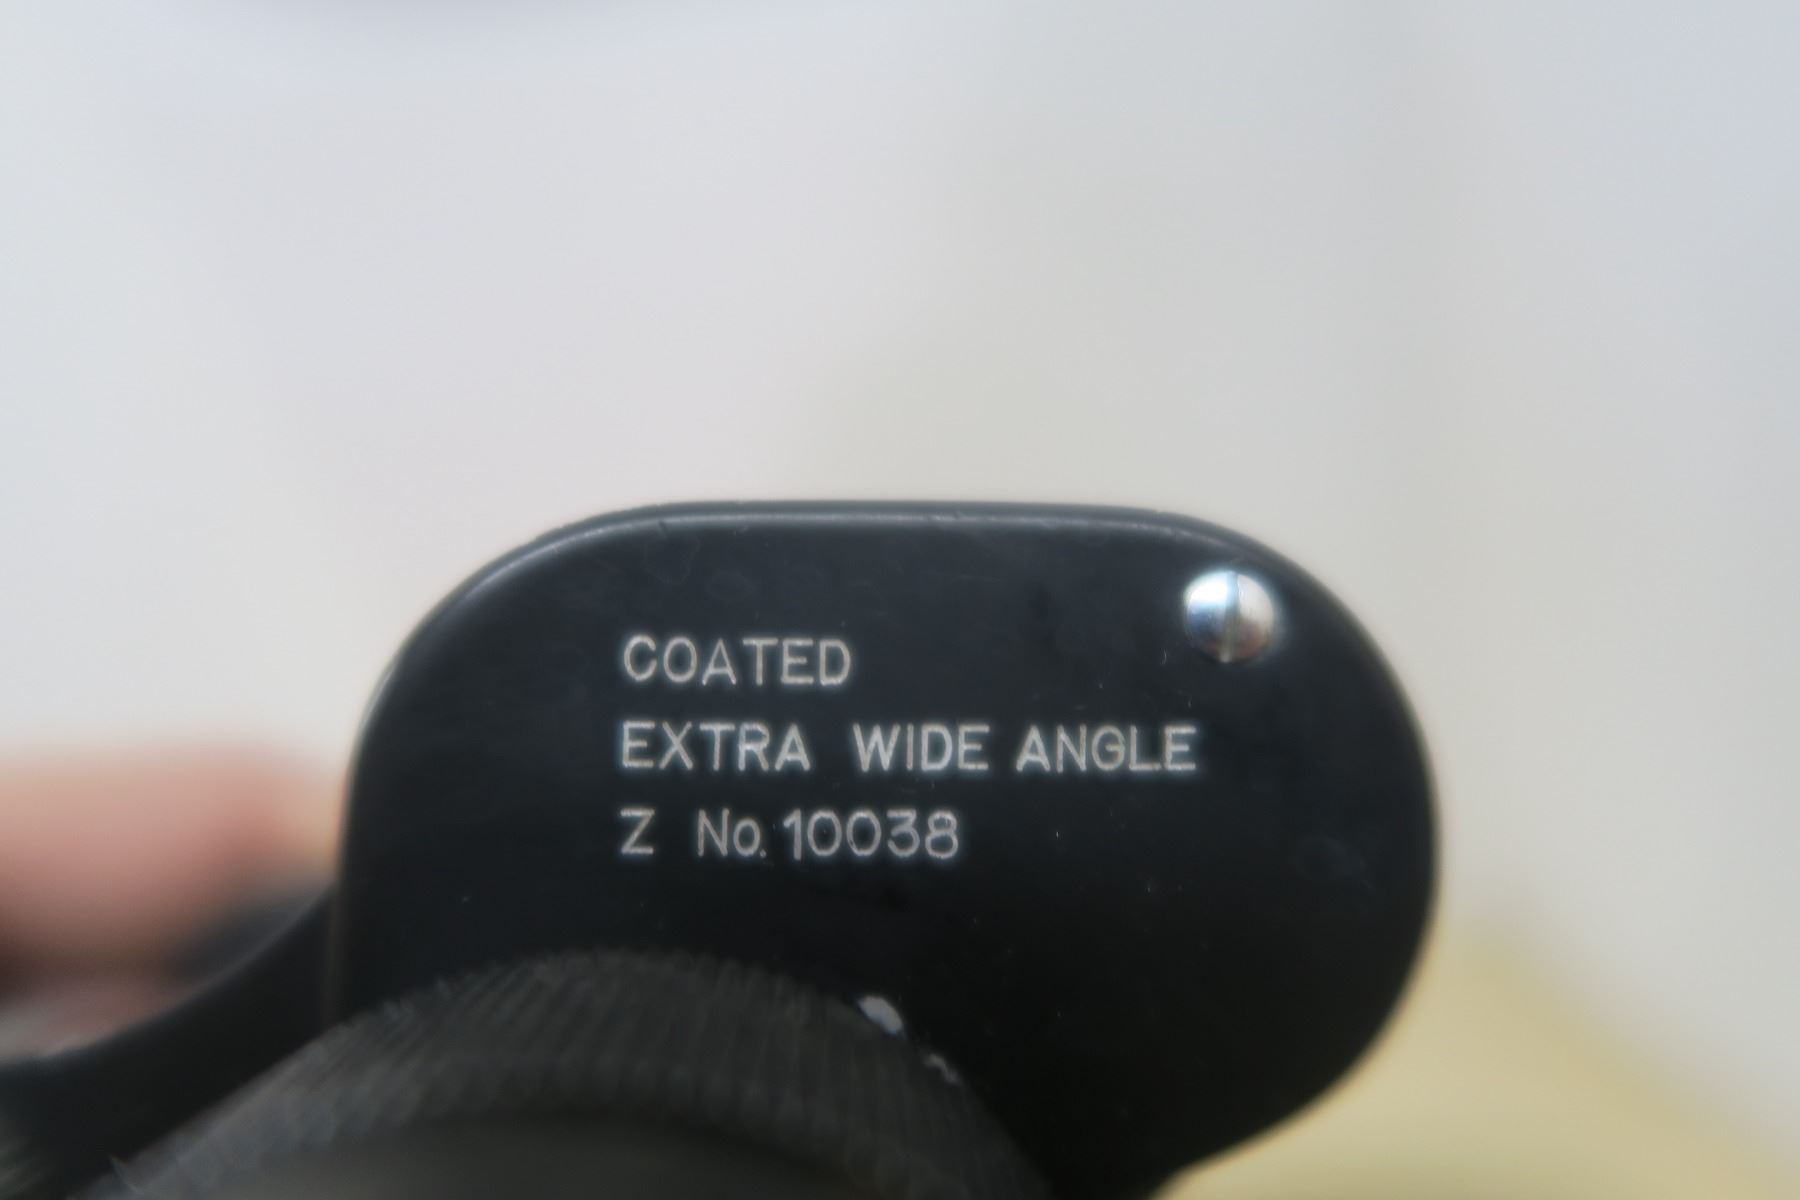 COATED
EXTRA WIDE ANGLE
Z No. 10038